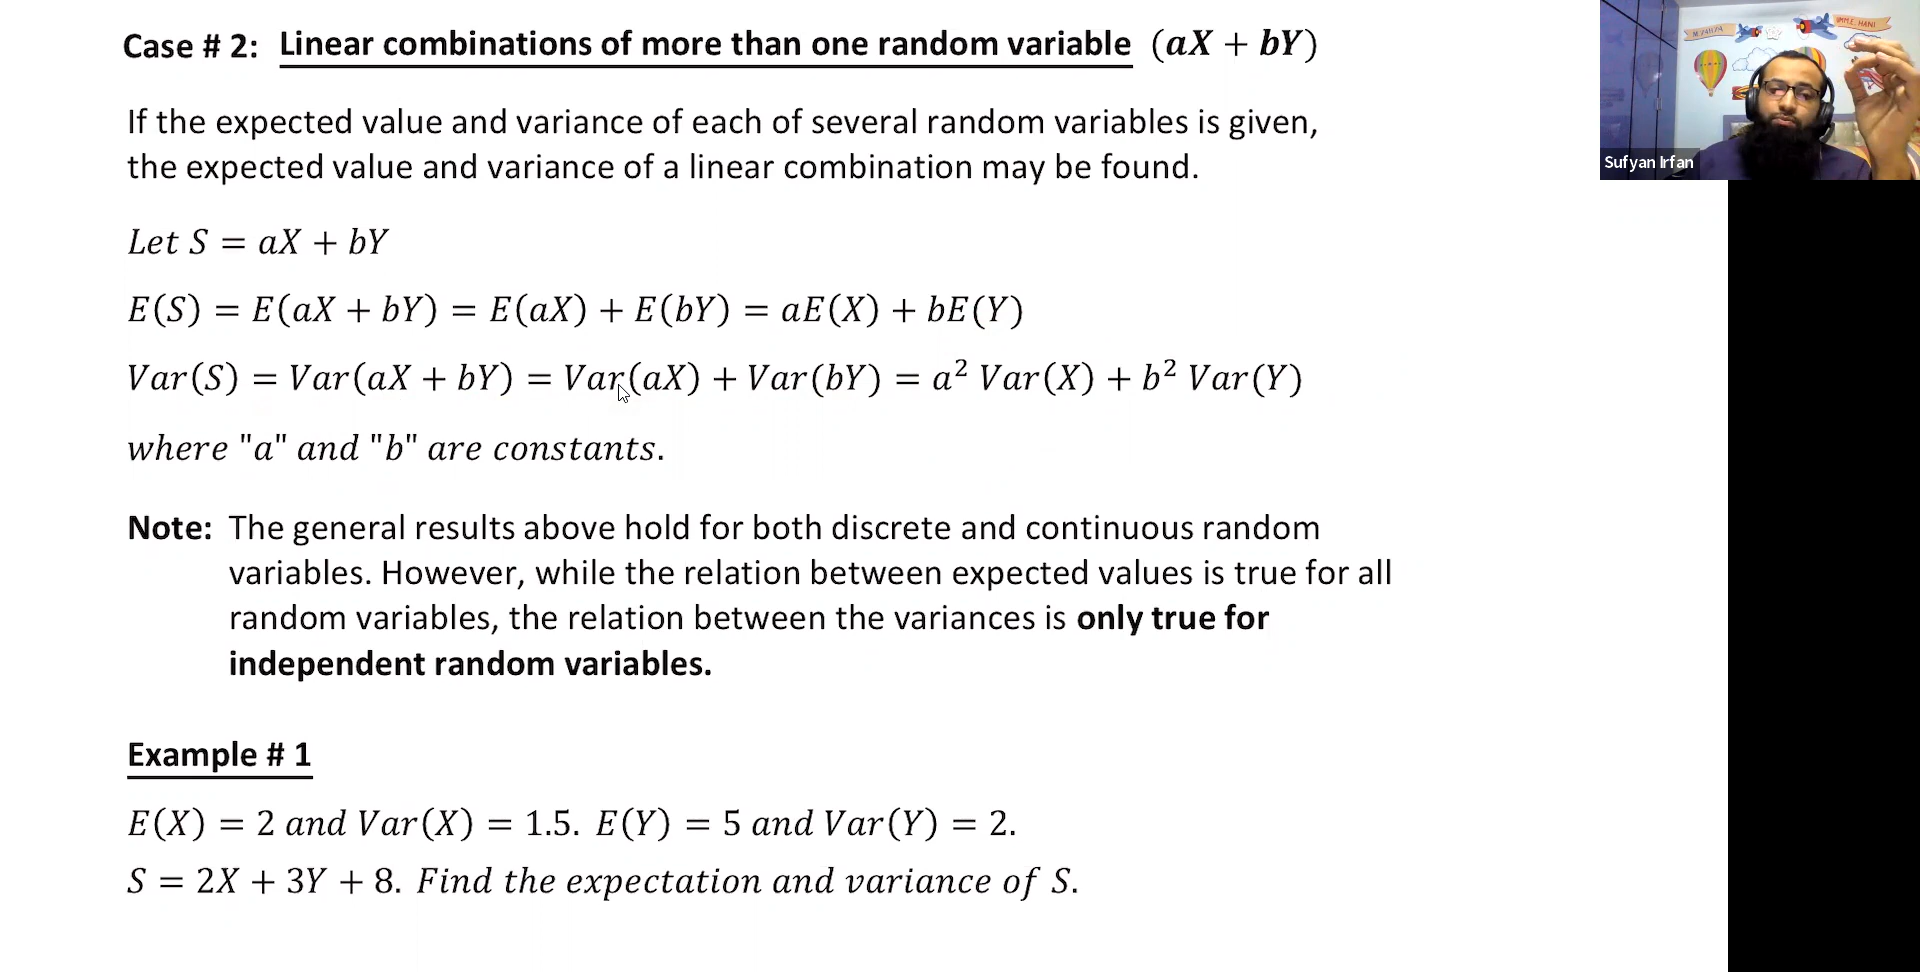 Case # 2: Linear combinations of more than one random variable (aX + bY)
If the expected value and variance of each of several random variables is given,
the expected value and variance of a linear combination may be found.
Let S = aX + bY
E(S) = E(aX + bY) = E(aX) + E(bY) = aE(X) + bE(Y)
Var(S) = Var(aX + bY) = Var(aX) + Var(bY) = a² Var(X) + b² Var(Y)
where "a" and "b" are constants.
Note: The general results above hold for both discrete and continuous random
variables. However, while the relation between expected values is true for all
random variables, the relation between the variances is only true for
independent random variables.
Example # 1
E(X) = 2 and Var(X) = 1.5. E(Y) = 5 and Var(Y) = 2.
S = 2X + 3Y + 8. Find the expectation and variance of S.
Sufyan Irfan